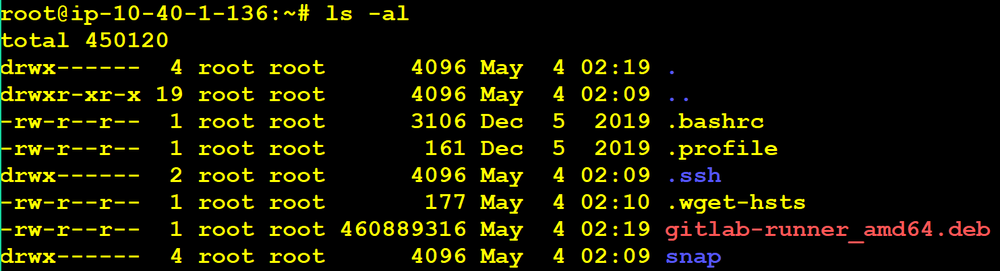 root@ip-10-40-1-136:~# ls -al
total 450120
drwx------  4 root root      4096 May  4 02:19 .
drwxr-xr-x 19 root root      4096 May  4 02:09 ..
-rw-r--r--  1 root root      3106 Dec  5  2019 .bashrc
-rw-r--r--  1 root root       161 Dec  5  2019 .profile
drwx------  2 root root      4096 May  4 02:09 .ssh
-rw-r--r--  1 root root       177 May  4 02:10 .wget-hsts
-rw-r--r--  1 root root 460889316 May  4 02:19 gitlab-runner_amd64.deb
drwx------  4 root root      4096 May  4 02:09 snap